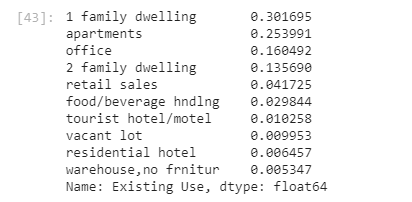 [43]: 1 family dwelling 0.301695
apartments 0.253991
office 0.160492
2 family dwelling 0.135690
retail sales 0.041725
food/beverage hndlng 0.029844
tourist hotel/motel 0.010258
vacant lot 0.009953
residential hotel 0.006457
warehouse,no frnitur 0.005347
Name: Existing Use, dtype: float64